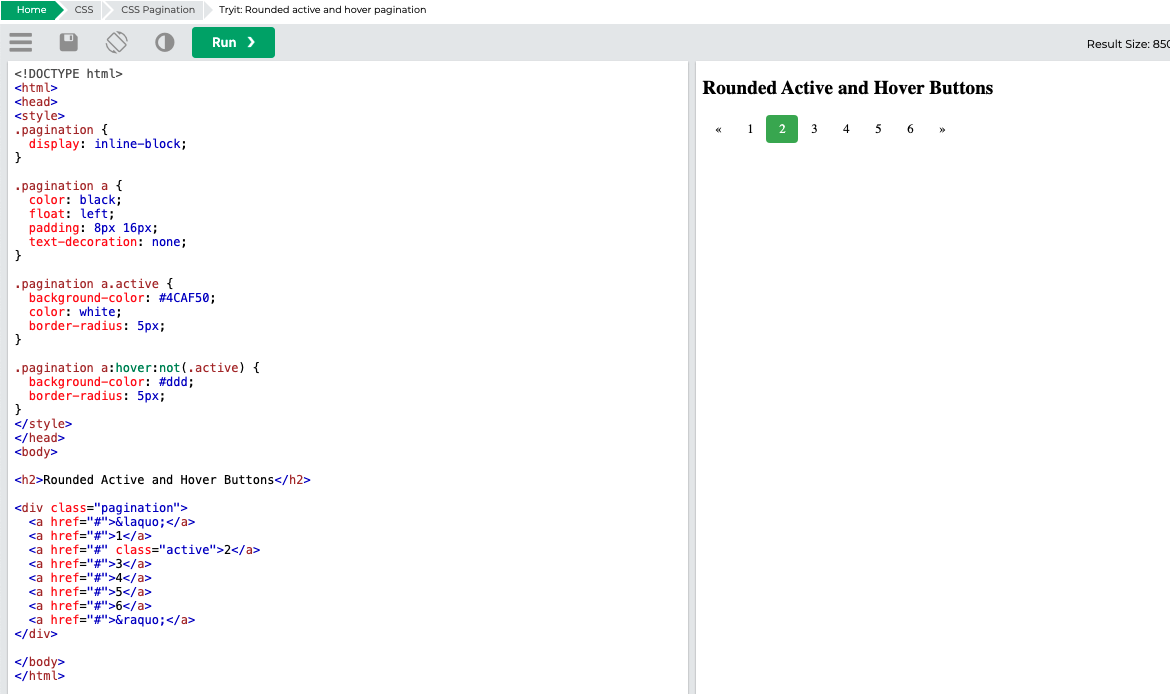 Home CSS CSS Pagination Tryit: Rounded active and hover pagination
Run ❯
Result Size: 850
<!DOCTYPE html>
<html>
<head>
<style>
.pagination {
  display: inline-block;
}

.pagination a {
  color: black;
  float: left;
  padding: 8px 16px;
  text-decoration: none;
}

.pagination a.active {
  background-color: #4CAF50;
  color: white;
  border-radius: 5px;
}

.pagination a:hover:not(.active) {
  background-color: #ddd;
  border-radius: 5px;
}
</style>
</head>
<body>

<h2>Rounded Active and Hover Buttons</h2>

<div class="pagination">
  <a href="#">&laquo;</a>
  <a href="#">1</a>
  <a href="#" class="active">2</a>
  <a href="#">3</a>
  <a href="#">4</a>
  <a href="#">5</a>
  <a href="#">6</a>
  <a href="#">&raquo;</a>
</div>

</body>
</html>
Rounded Active and Hover Buttons
« 1 2 3 4 5 6 »